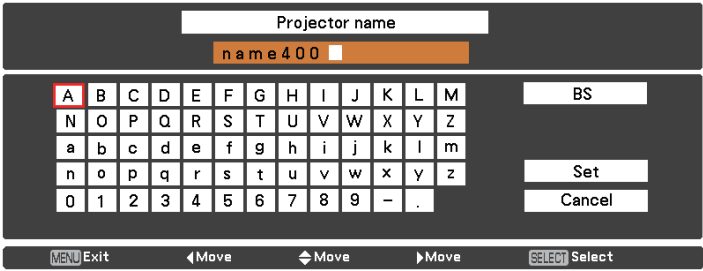 Projector name
name400
A B C D E F G H I J K L M BS
N O P Q R S T U V W X Y Z
a b c d e f g h i j k l m
n o p q r s t u v w x y z Set
0 1 2 3 4 5 6 7 8 9 – . Cancel
MENU Exit ◀Move ◆Move ▶Move SELECT Select